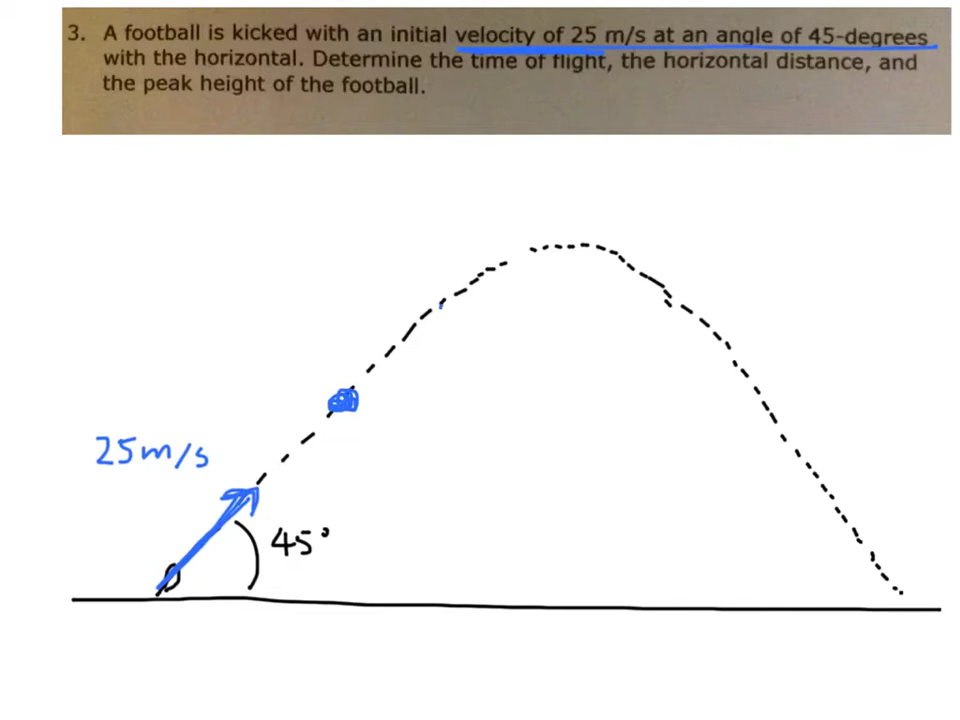 3. A football is kicked with an initial velocity of 25 m/s at an angle of 45-degrees
with the horizontal. Determine the time of flight, the horizontal distance, and
the peak height of the football.
25m/s
45°